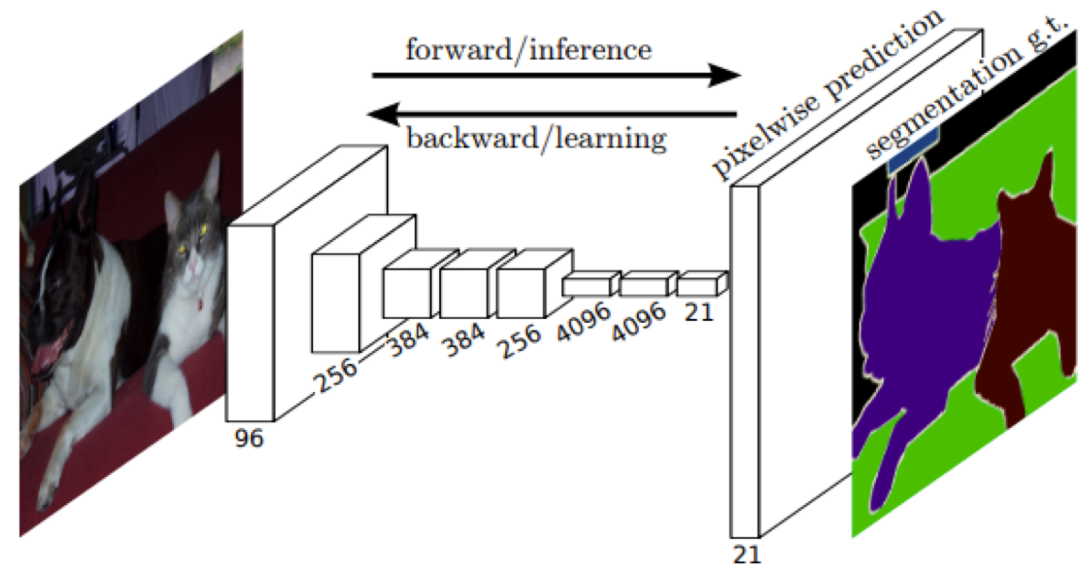 forward/inference
backward/learning
pixelwise prediction
segmentation g.t.
96
256
384
384
256
4096
4096
21
21